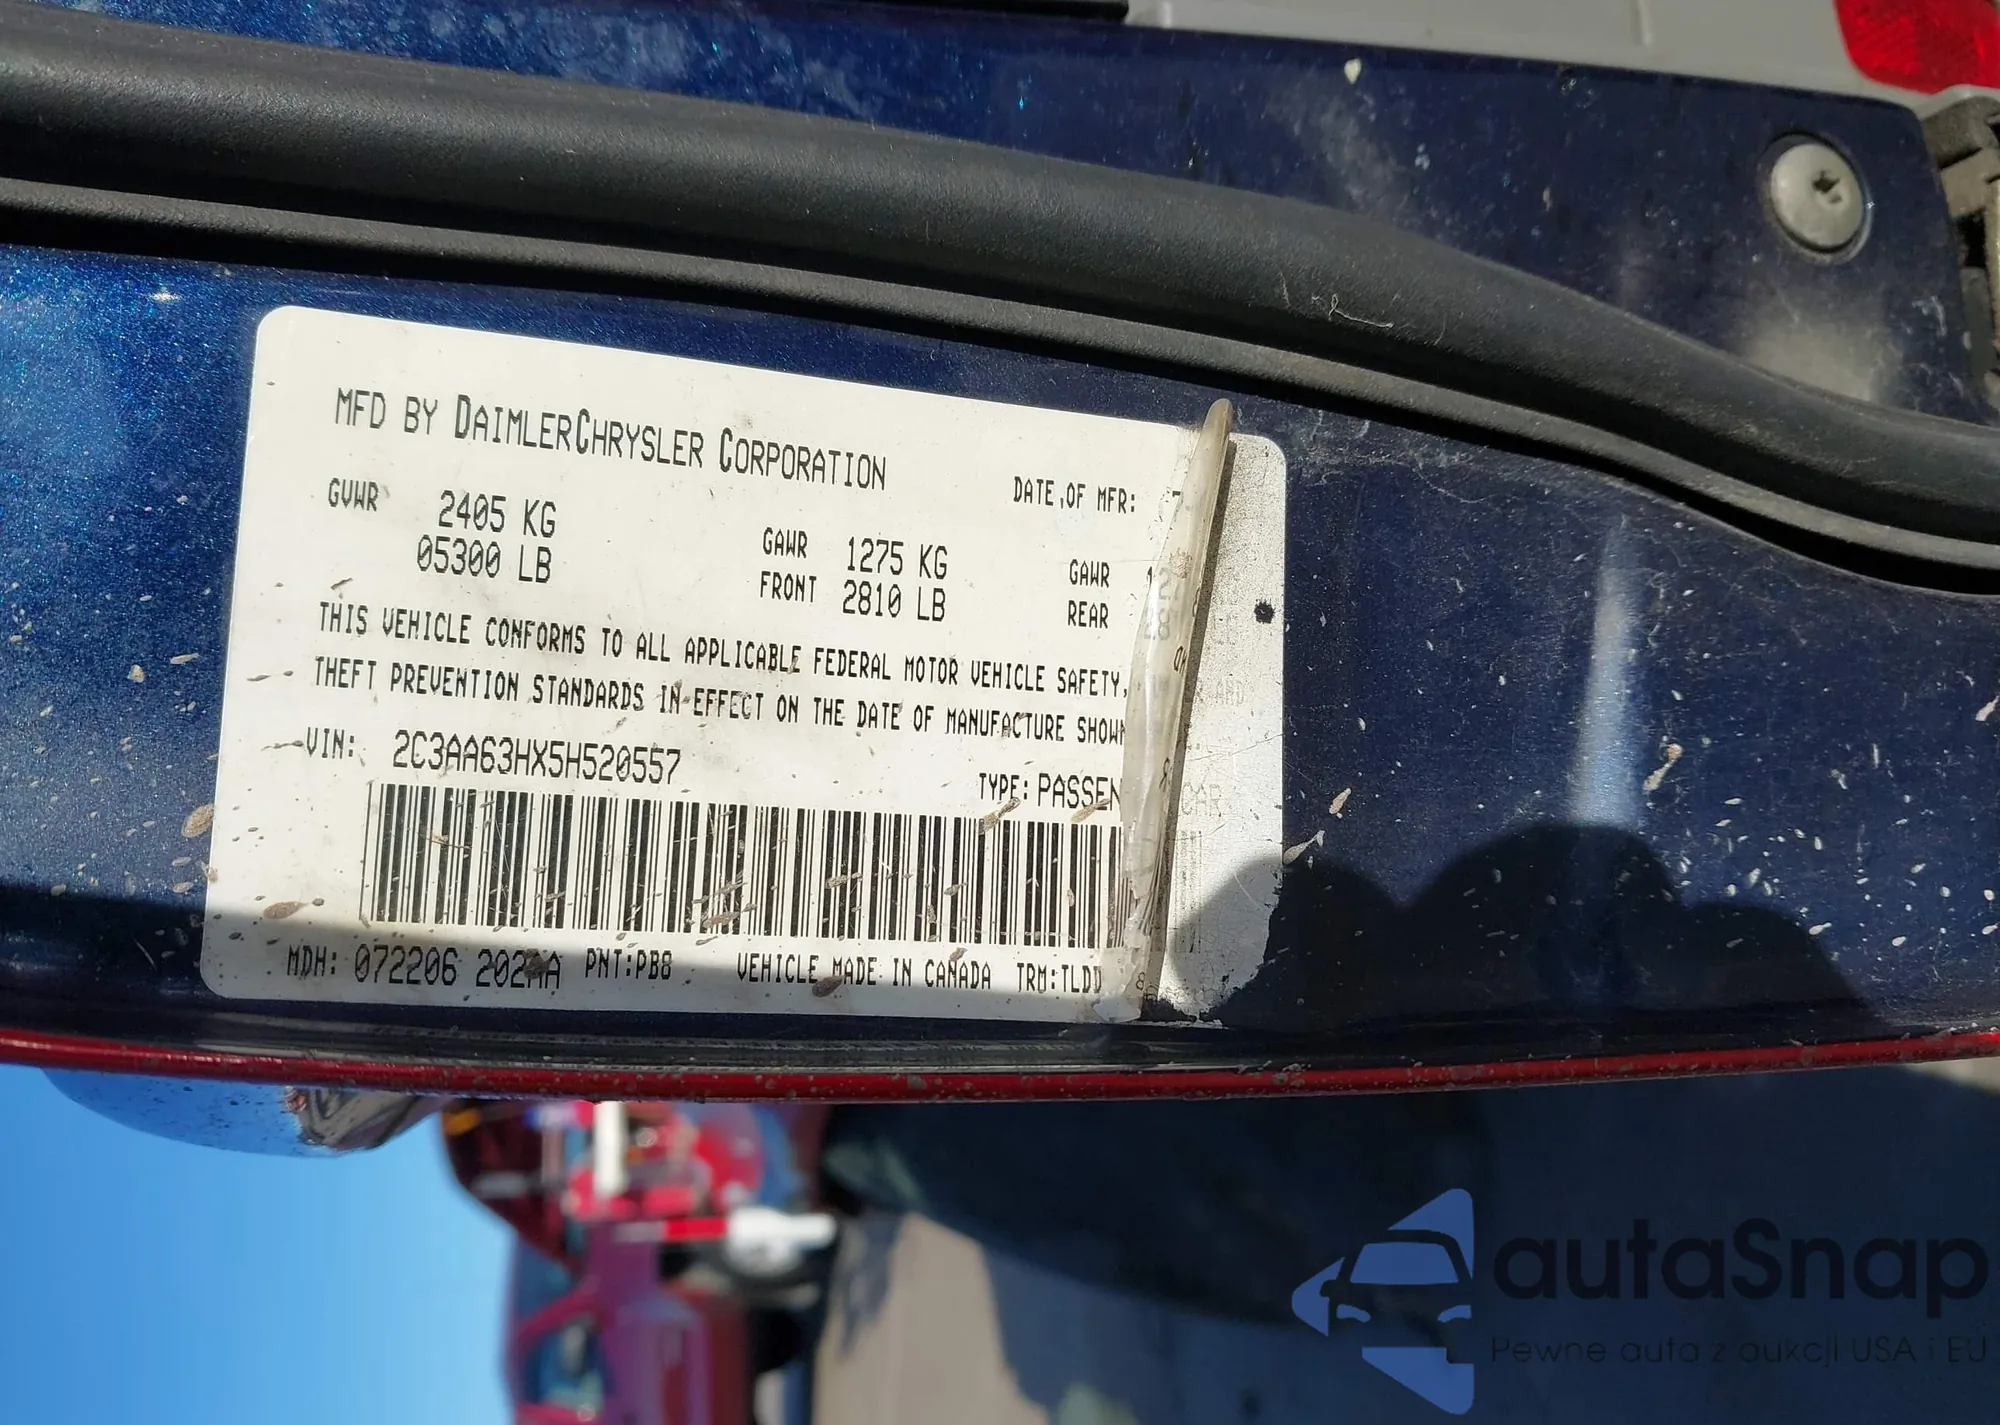 MFD BY DAIMLERCHRYSLER CORPORATION
DATE OF MFR: 7
GVWR 2405 KG
05300 LB
GAWR 1275 KG
FRONT 2810 LB
GAWR
REAR
THIS VEHICLE CONFORMS TO ALL APPLICABLE FEDERAL MOTOR VEHICLE SAFETY,
THEFT PREVENTION STANDARDS IN EFFECT ON THE DATE OF MANUFACTURE SHOWN
VIN: 2C3AA63HX5H520557
TYPE: PASSEN CAR
MDH: 072206 202AA PNT:PB8 VEHICLE MADE IN CANADA TRM:TLDD
autaSnap
Pewne auta z aukcji USA i EU